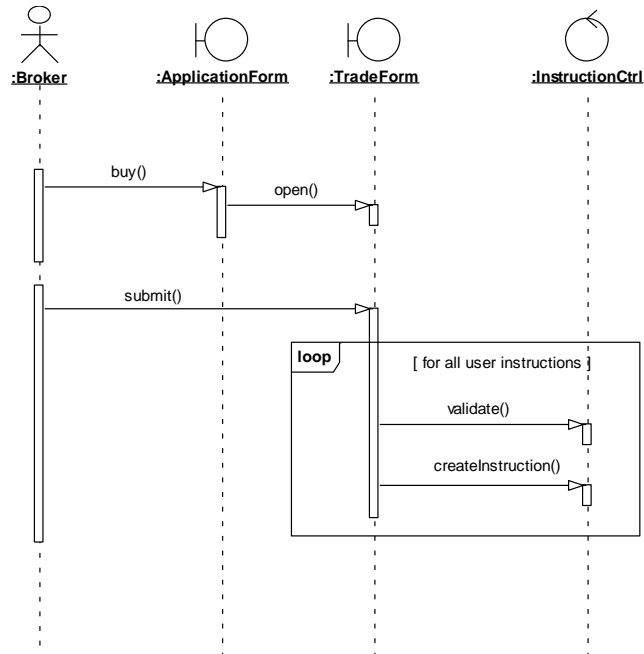 :Broker
:ApplicationForm
:TradeForm
:InstructionCtrl
buy()
open()
submit()
loop
[ for all user instructions ]
validate()
createInstruction()